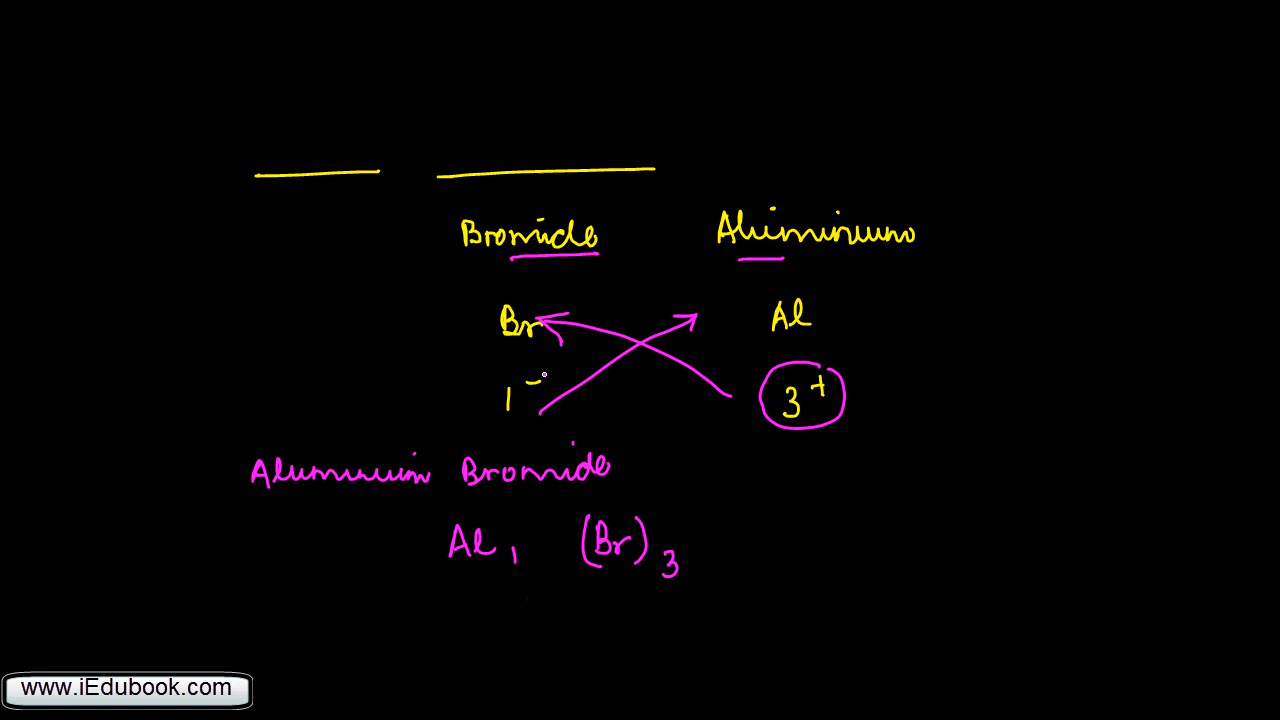 Bromide Aluminium
Br Al
1⁻ 3⁺
Aluminium Bromide
Al₁ (Br)₃
www.iEdubook.com